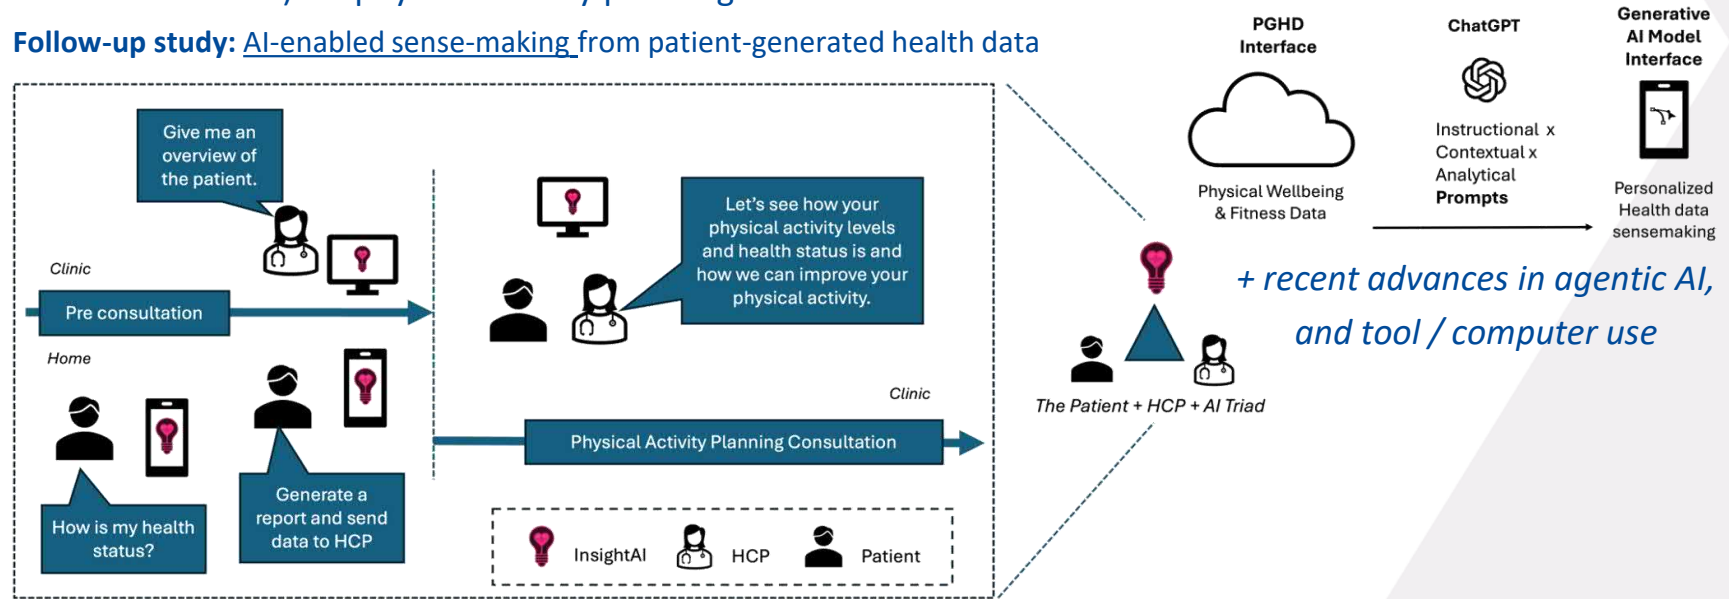 Follow-up study: AI-enabled sense-making from patient-generated health data
Give me an
overview of
the patient.
Clinic
Pre consultation
Home
How is my health
status?
Generate a
report and send
data to HCP
Let's see how your
physical activity levels
and health status is and
how we can improve your
physical activity.
Clinic
Physical Activity Planning Consultation
InsightAI
HCP
Patient
The Patient + HCP + AI Triad
PGHD
Interface
Physical Wellbeing
& Fitness Data
ChatGPT
Instructional x
Contextual x
Analytical
Prompts
Generative
AI Model
Interface
Personalized
Health data
sensemaking
+ recent advances in agentic AI,
and tool / computer use